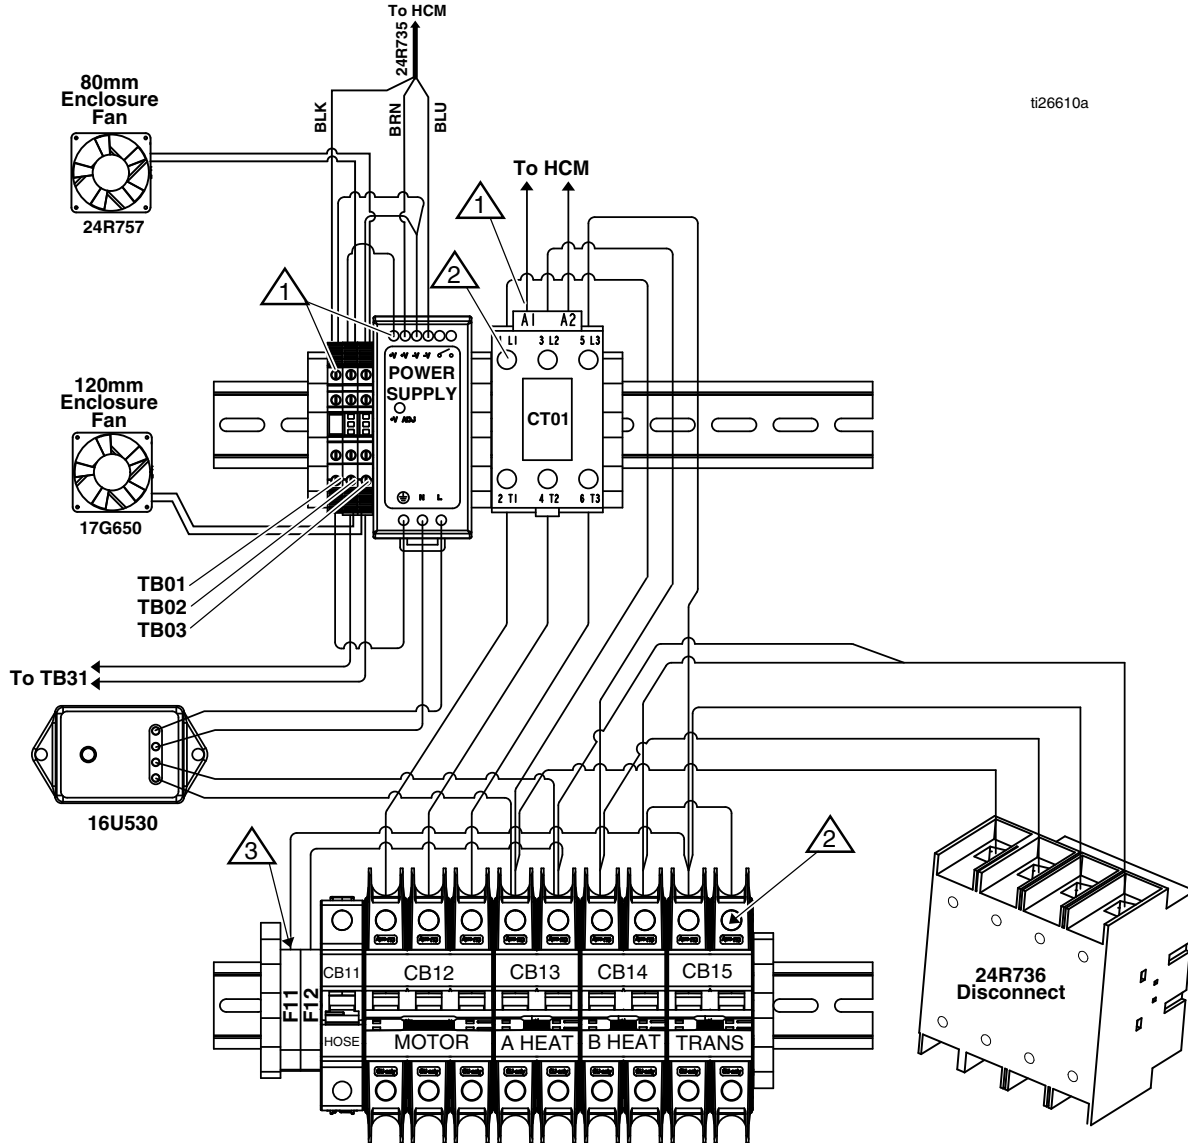 To HCM
24R735
80mm
Enclosure
Fan
24R757
BLK
BRN
BLU
ti26610a
To HCM
1
2
1
A1 A2
1 L1 3 L2 5 L3
+V +V -V -V
POWER
SUPPLY
+V ADJ
CT01
120mm
Enclosure
Fan
17G650
N L
2 T1 4 T2 6 T3
TB01
TB02
TB03
To TB31
16U530
3
2
F11
F12
CB11
CB12
CB13
CB14
CB15
HOSE
MOTOR
A HEAT
B HEAT
TRANS
24R736
Disconnect